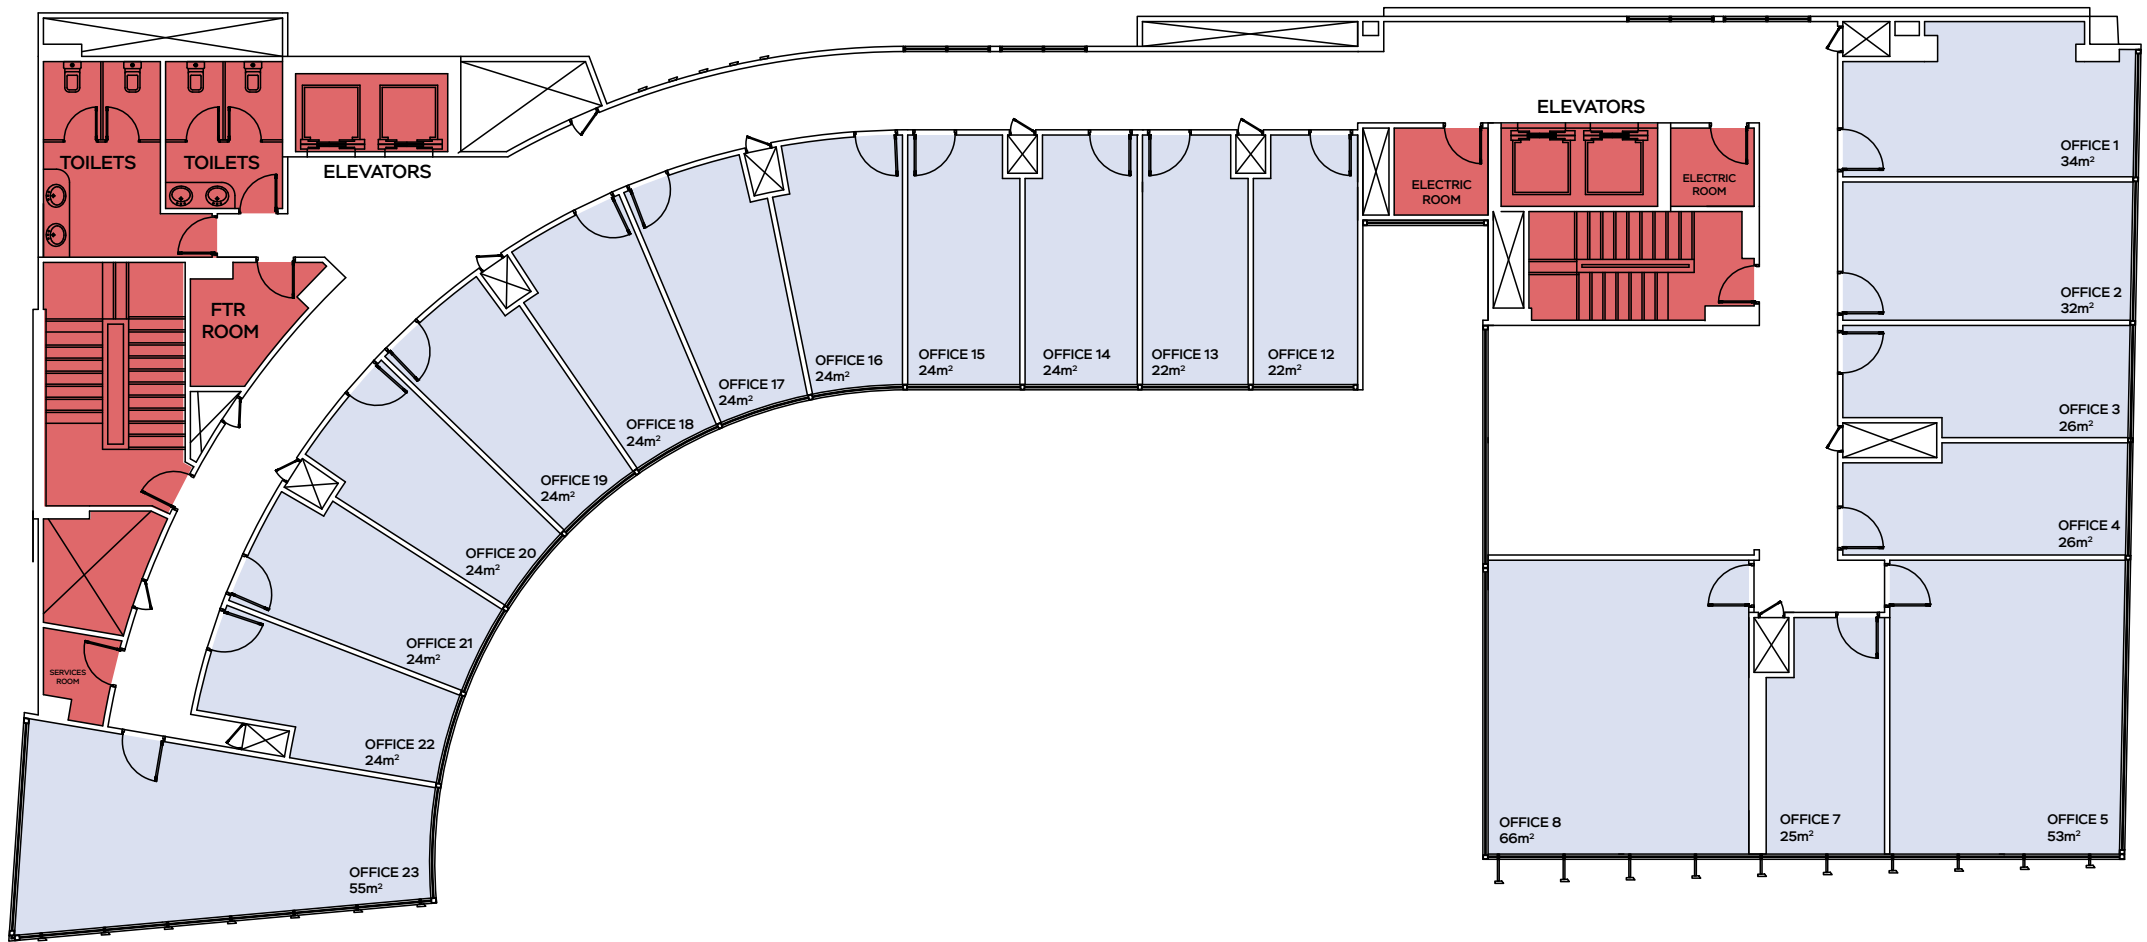 ELEVATORS
OFFICE 1
34m²
TOILETS
TOILETS
ELEVATORS
ELECTRIC
ROOM
ELECTRIC
ROOM
OFFICE 2
32m²
FTR
ROOM
OFFICE 16
24m²
OFFICE 15
24m²
OFFICE 14
24m²
OFFICE 13
22m²
OFFICE 12
22m²
OFFICE 17
24m²
OFFICE 3
26m²
OFFICE 18
24m²
OFFICE 19
24m²
OFFICE 4
26m²
OFFICE 20
24m²
OFFICE 21
24m²
SERVICES
ROOM
OFFICE 22
24m²
OFFICE 8
66m²
OFFICE 7
25m²
OFFICE 5
53m²
OFFICE 23
55m²